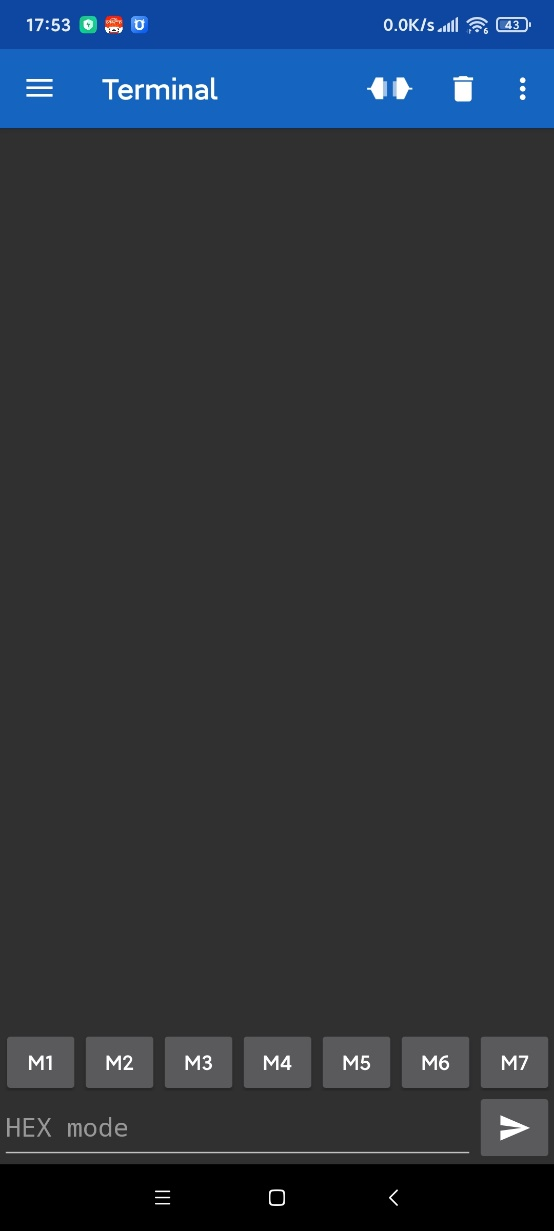 17:53 0.0K/s 43
Terminal
M1 M2 M3 M4 M5 M6 M7
HEX mode